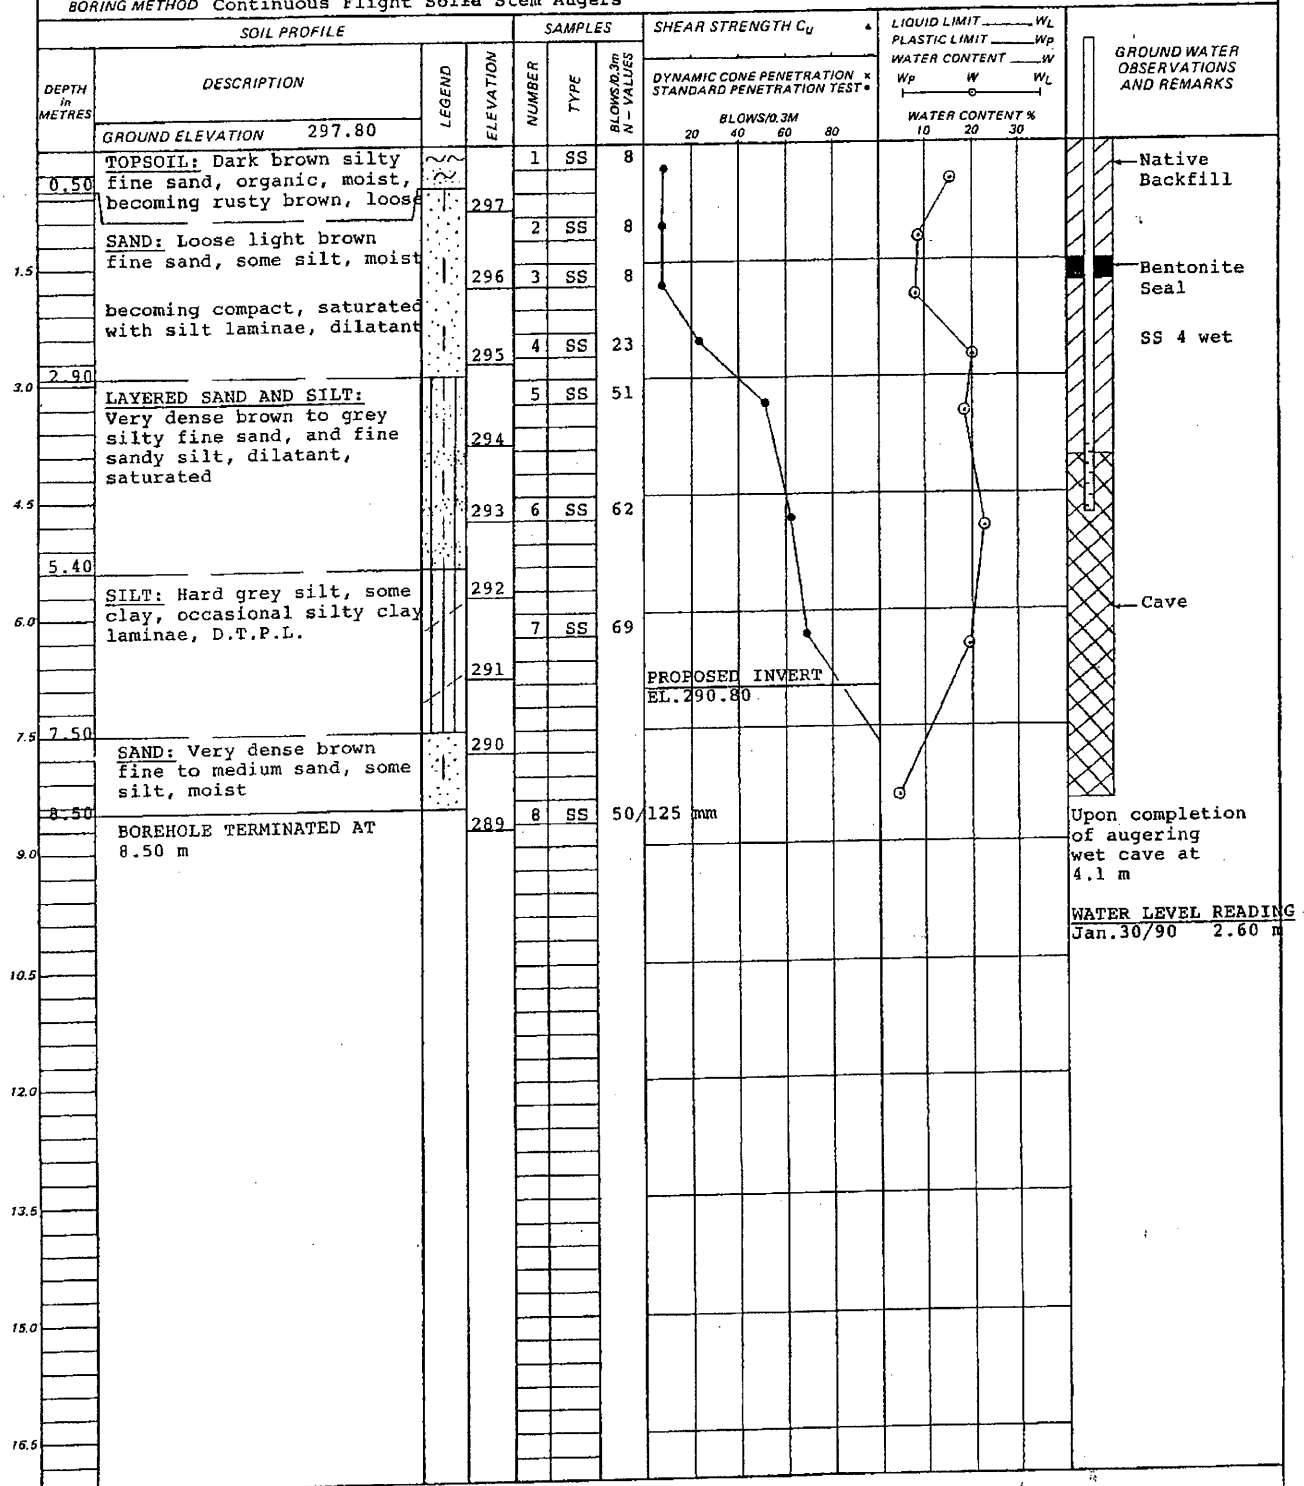 BORING METHOD Continuous Flight Solid Stem Augers
SOIL PROFILE
SAMPLES
SHEAR STRENGTH Cu ▲
LIQUID LIMIT WL
PLASTIC LIMIT WP
WATER CONTENT W
WP W WL
WATER CONTENT %
10 20 30
GROUND WATER
OBSERVATIONS
AND REMARKS
DEPTH
in
METRES
DESCRIPTION
LEGEND
ELEVATION
NUMBER
TYPE
BLOWS/0.3m
N - VALUES
DYNAMIC CONE PENETRATION ×
STANDARD PENETRATION TEST •
BLOWS/0.3M
20 40 60 80
GROUND ELEVATION 297.80
TOPSOIL: Dark brown silty
fine sand, organic, moist,
becoming rusty brown, loose
0.50
297
1 SS 8
Native
Backfill
SAND: Loose light brown
fine sand, some silt, moist
2 SS 8
1.5
296
3 SS 8
Bentonite
Seal
becoming compact, saturated
with silt laminae, dilatant
295
4 SS 23
SS 4 wet
2.90
3.0
LAYERED SAND AND SILT:
Very dense brown to grey
silty fine sand, and fine
sandy silt, dilatant,
saturated
5 SS 51
294
4.5
293
6 SS 62
5.40
SILT: Hard grey silt, some
clay, occasional silty clay
laminae, D.T.P.L.
292
6.0
7 SS 69
Cave
291
PROPOSED INVERT
EL.290.80
7.50
7.5
SAND: Very dense brown
fine to medium sand, some
silt, moist
290
8.50
BOREHOLE TERMINATED AT
8.50 m
289
8 SS 50/125 mm
9.0
Upon completion
of augering
wet cave at
4.1 m
WATER LEVEL READING
Jan.30/90 2.60 m
10.5
12.0
13.5
15.0
16.5